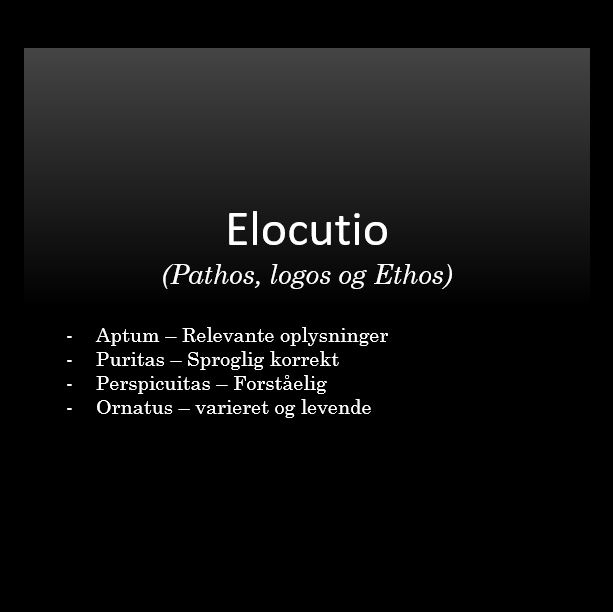 Elocutio
(Pathos, logos og Ethos)
- Aptum – Relevante oplysninger
- Puritas – Sproglig korrekt
- Perspicuitas – Forståelig
- Ornatus – varieret og levende